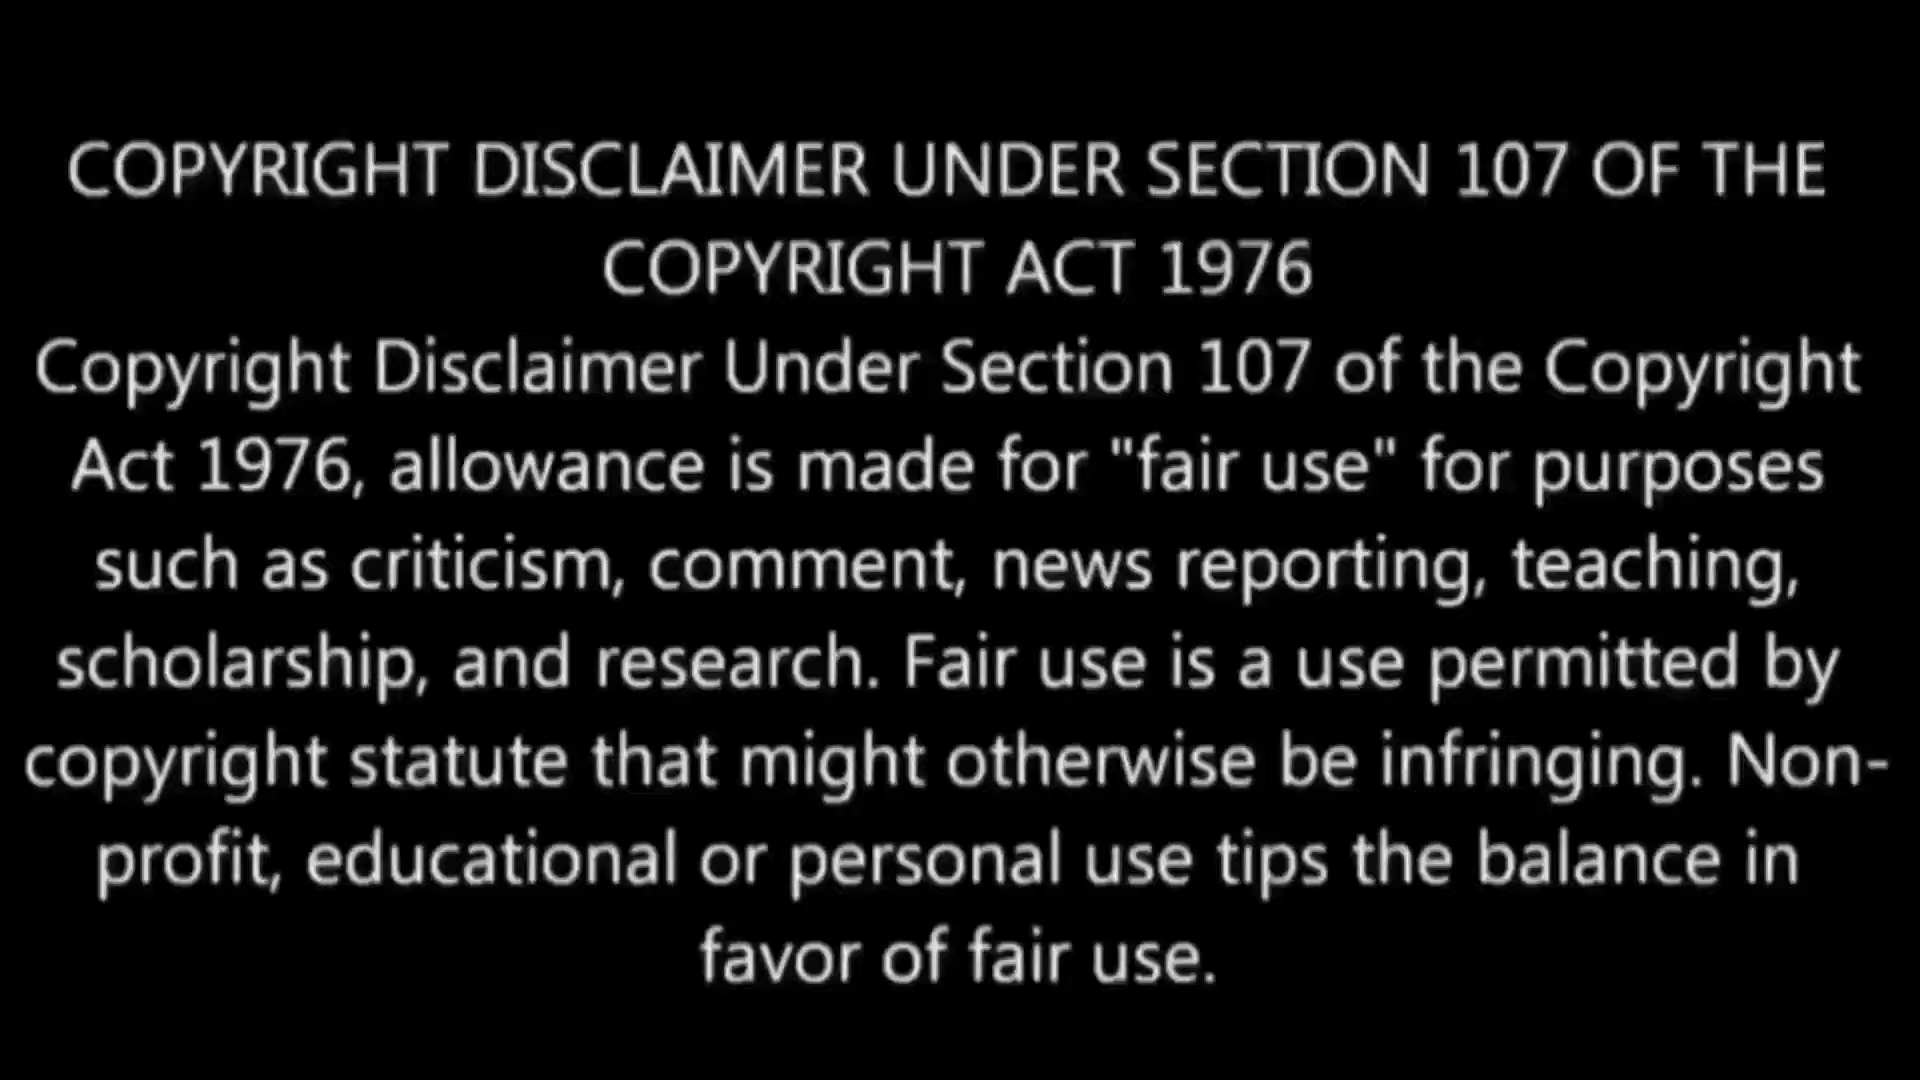 COPYRIGHT DISCLAIMER UNDER SECTION 107 OF THE
COPYRIGHT ACT 1976
Copyright Disclaimer Under Section 107 of the Copyright
Act 1976, allowance is made for "fair use" for purposes
such as criticism, comment, news reporting, teaching,
scholarship, and research. Fair use is a use permitted by
copyright statute that might otherwise be infringing. Non-
profit, educational or personal use tips the balance in
favor of fair use.